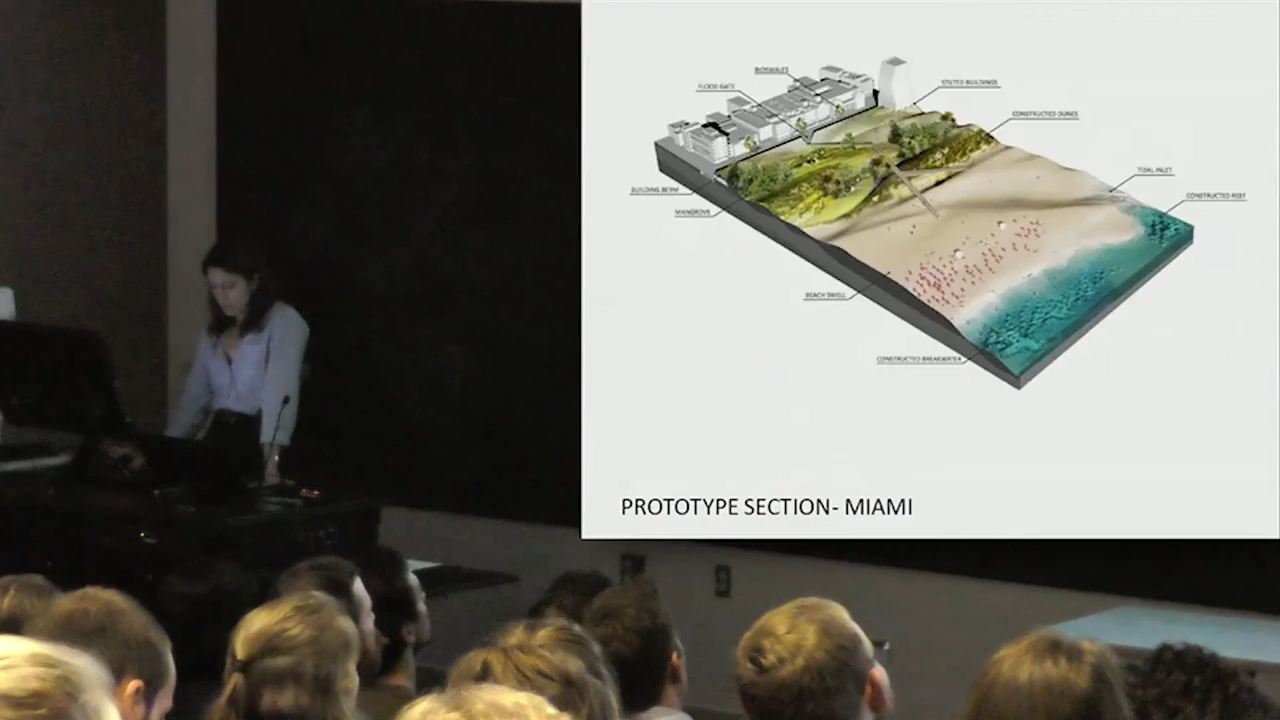 BIOSWALES
FLOOD GATE
STILTED BUILDINGS
CONSTRUCTED DUNES
TIDAL INLET
BUILDING BERM
CONSTRUCTED REEF
MANGROVE
BEACH SWELL
CONSTRUCTED BREAKWATER
PROTOTYPE SECTION- MIAMI